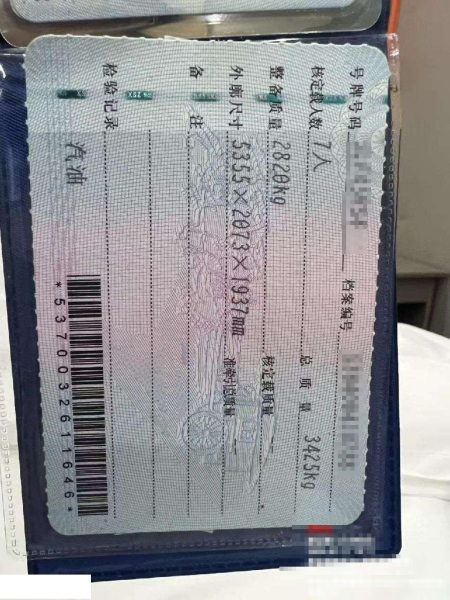 号牌号码 档案编号
核定载人数 7人 总质量 3425kg
整备质量 2820kg 核定载质量
外廓尺寸 5355×2073×1937mm 准牵引总质量
备注
检验记录
汽油
*5370032611646*